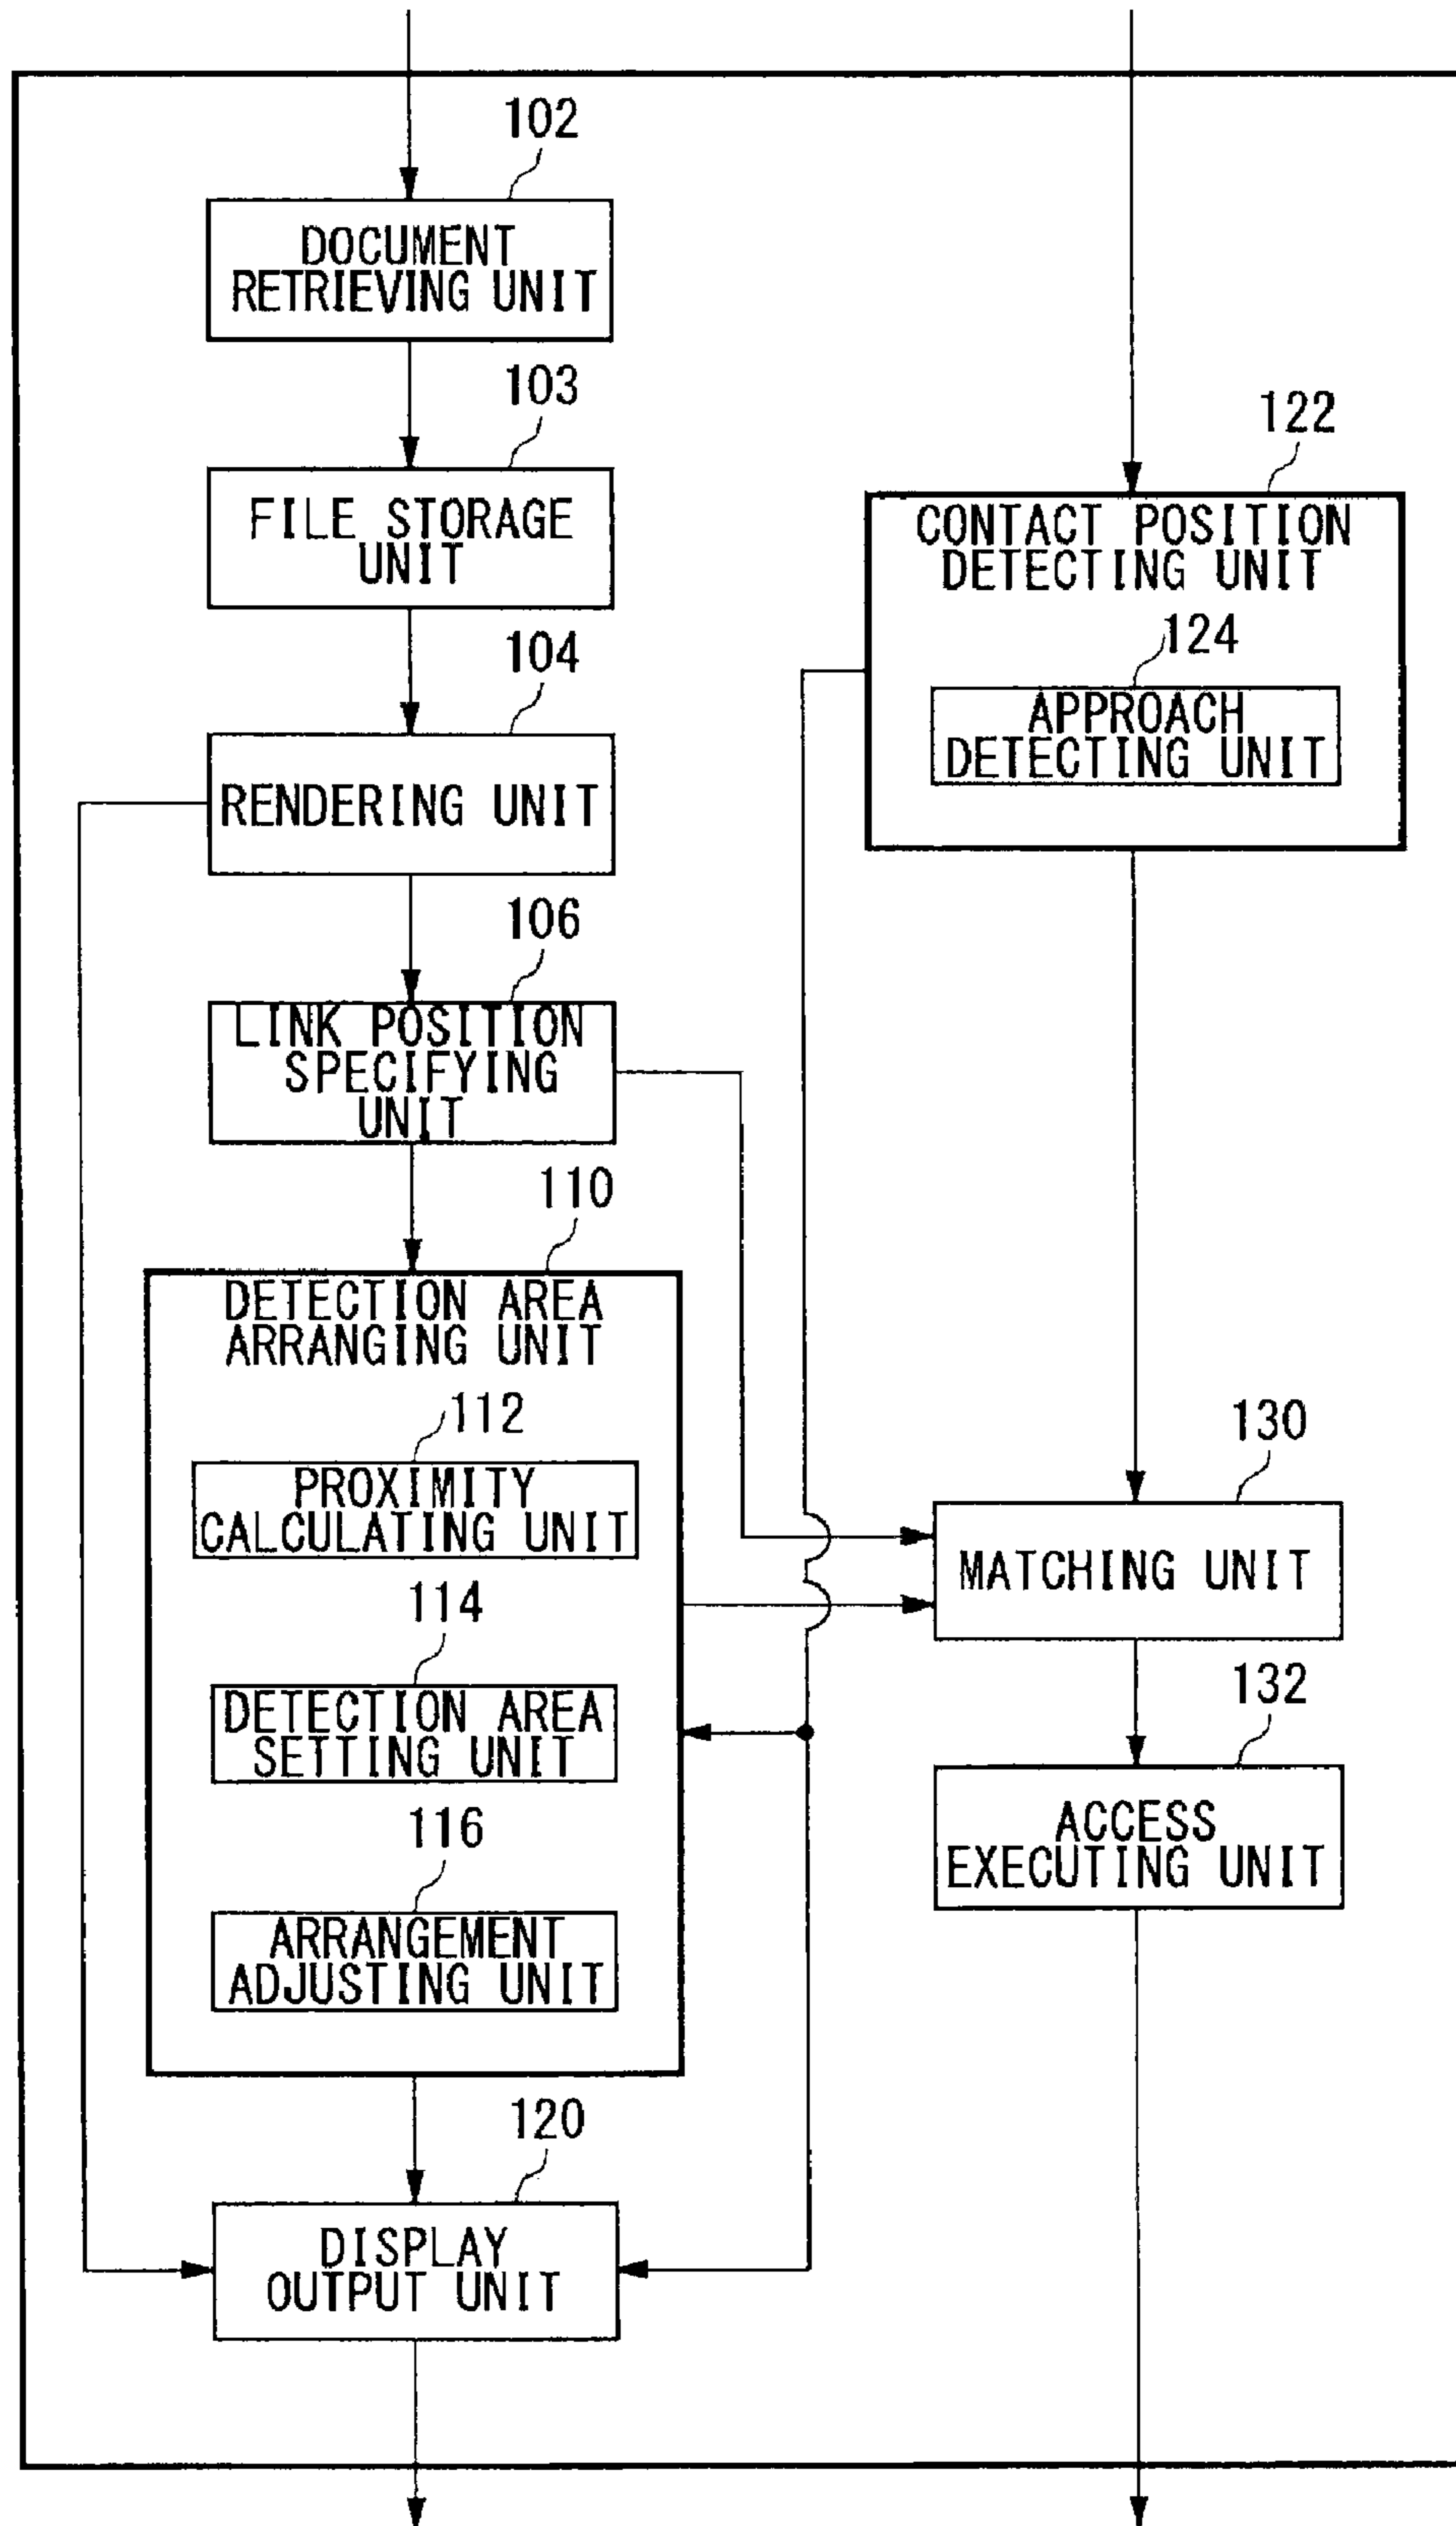 102
DOCUMENT
RETRIEVING UNIT
103
FILE STORAGE
UNIT
104
RENDERING UNIT
106
LINK POSITION
SPECIFYING
UNIT
110
DETECTION AREA
ARRANGING UNIT
112
PROXIMITY
CALCULATING UNIT
114
DETECTION AREA
SETTING UNIT
116
ARRANGEMENT
ADJUSTING UNIT
120
DISPLAY
OUTPUT UNIT
122
CONTACT POSITION
DETECTING UNIT
124
APPROACH
DETECTING UNIT
130
MATCHING UNIT
132
ACCESS
EXECUTING UNIT